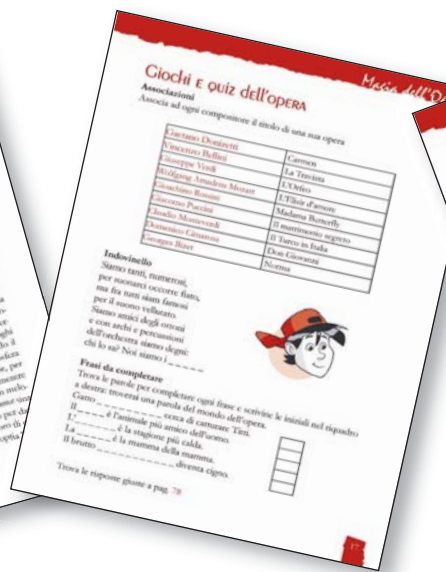 Magia dell'O
Giochi e quiz dell'opera
Associazioni
Associa ad ogni compositore il titolo di una sua opera
Gaetano Donizetti Carmen
Vincenzo Bellini La Traviata
Giuseppe Verdi L'Orfeo
Wolfgang Amadeus Mozart L'Elisir d'amore
Gioachino Rossini Madama Butterfly
Giacomo Puccini Il matrimonio segreto
Claudio Monteverdi Il Turco in Italia
Domenico Cimarosa Don Giovanni
Georges Bizet Norma
Indovinello
Siamo tanti, numerosi,
per suonarci occorre fiato,
ma fra tutti siam famosi
per il suono vellutato.
Siamo amici degli ottoni
e con archi e percussioni
dell'orchestra siamo degni:
chi lo sa? Noi siamo i _ _ _ _ _
Frasi da completare
Trova le parole per completare ogni frase e scrivine le iniziali nel riquadro
a destra: troverai una parola del mondo dell'opera.
Gatto _ _ _ _ _ _ _ _ _ cerca di catturare Titti.
Il _ _ _ _ è l'animale più amico dell'uomo.
L' _ _ _ _ _ _ è la stagione più calda.
La _ _ _ _ _ è la mamma della mamma.
Il brutto _ _ _ _ _ _ _ _ _ diventa cigno.
Trova le risposte giuste a pag. 78
17